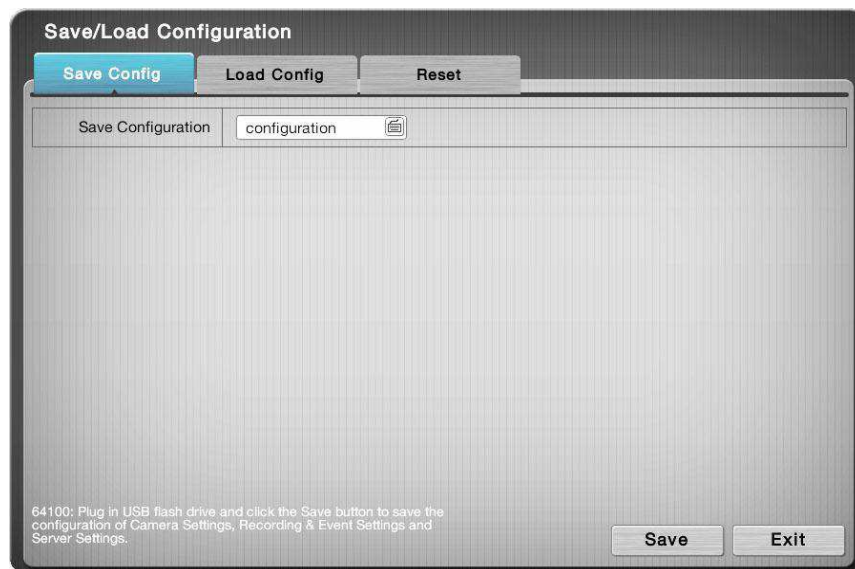 Save/Load Configuration
Save Config
Load Config
Reset
Save Configuration
configuration
64100: Plug in USB flash drive and click the Save button to save the
configuration of Camera Settings, Recording & Event Settings and
Server Settings.
Save
Exit